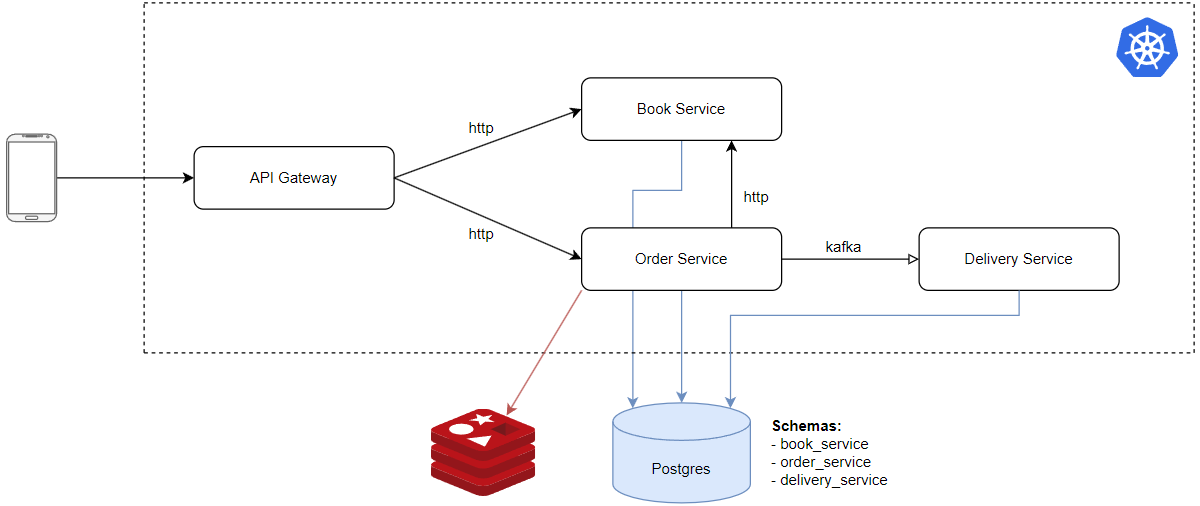 http
Book Service
API Gateway
http
http
Order Service
kafka
Delivery Service
Postgres
Schemas:
- book_service
- order_service
- delivery_service